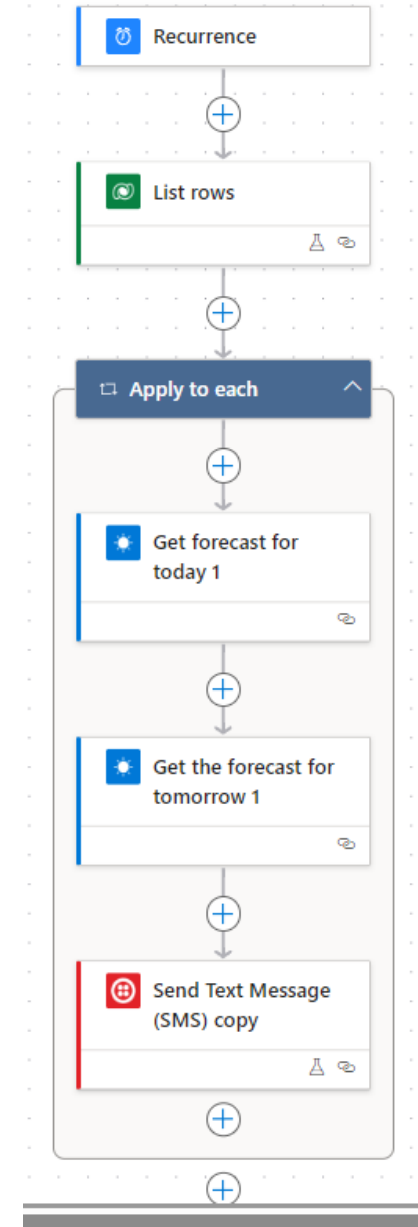 Recurrence
List rows
Apply to each
Get forecast for
today 1
Get the forecast for
tomorrow 1
Send Text Message
(SMS) copy